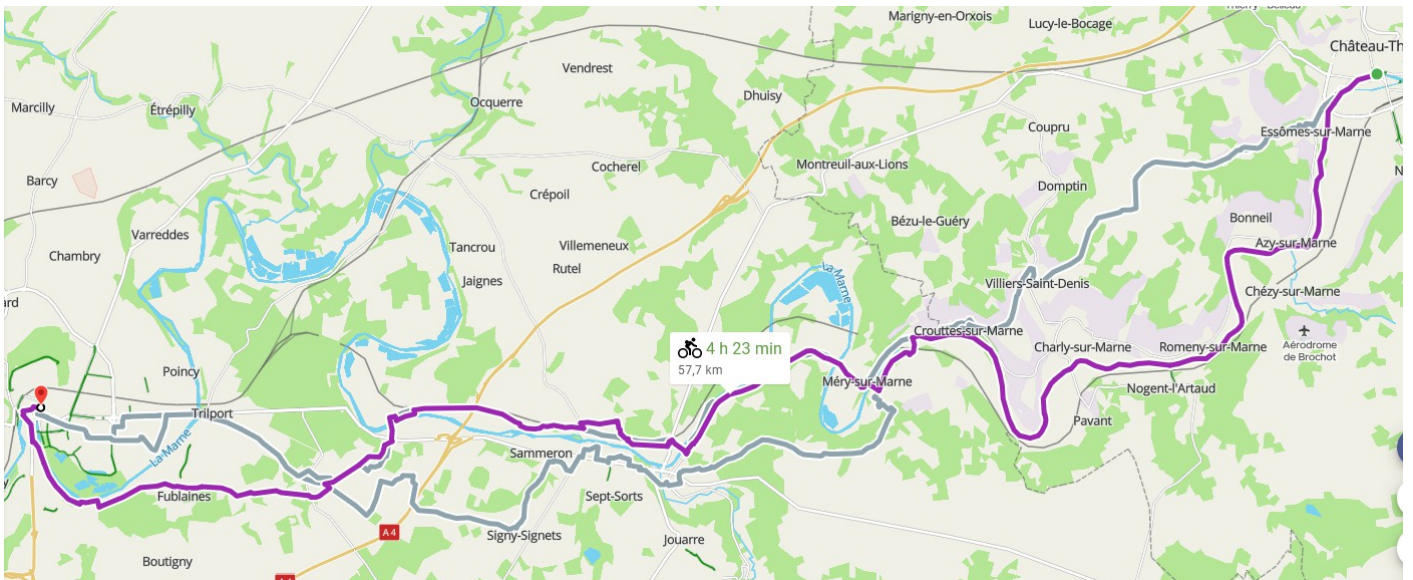 Marigny-en-Orxois
Lucy-le-Bocage
Château-Th
Vendrest
Marcilly
Étrépilly
Ocquerre
Dhuisy
Coupru
Essômes-sur-Marne
Barcy
Cocherel
Montreuil-aux-Lions
Crépoil
Domptin
N
Varreddes
Tancrou
Villemeneux
Bézu-le-Guéry
Bonneil
Azy-sur-Marne
Chambry
Jaignes
Rutel
La Marne
Villiers-Saint-Denis
Chézy-sur-Marne
ard
Crouttes-sur-Marne
Charly-sur-Marne
Romeny-sur-Marne
Aérodrome
de Brochot
4 h 23 min
57,7 km
Poincy
Méry-sur-Marne
Nogent-l'Artaud
Trilport
Pavant
La Marne
Sammeron
Fublaines
Sept-Sorts
A 4
Signy-Signets
Jouarre
Boutigny